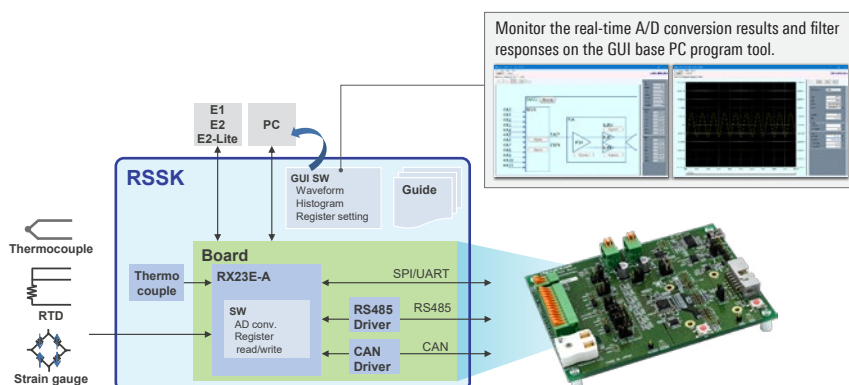 Monitor the real-time A/D conversion results and filter
responses on the GUI base PC program tool.
E1
E2
E2-Lite
PC
RSSK
GUI SW
Waveform
Histogram
Register setting
Guide
Thermocouple
RTD
Strain gauge
Board
Thermo
couple
RX23E-A
SW
AD conv.
Register
read/write
SPI/UART
RS485
Driver
RS485
CAN
Driver
CAN